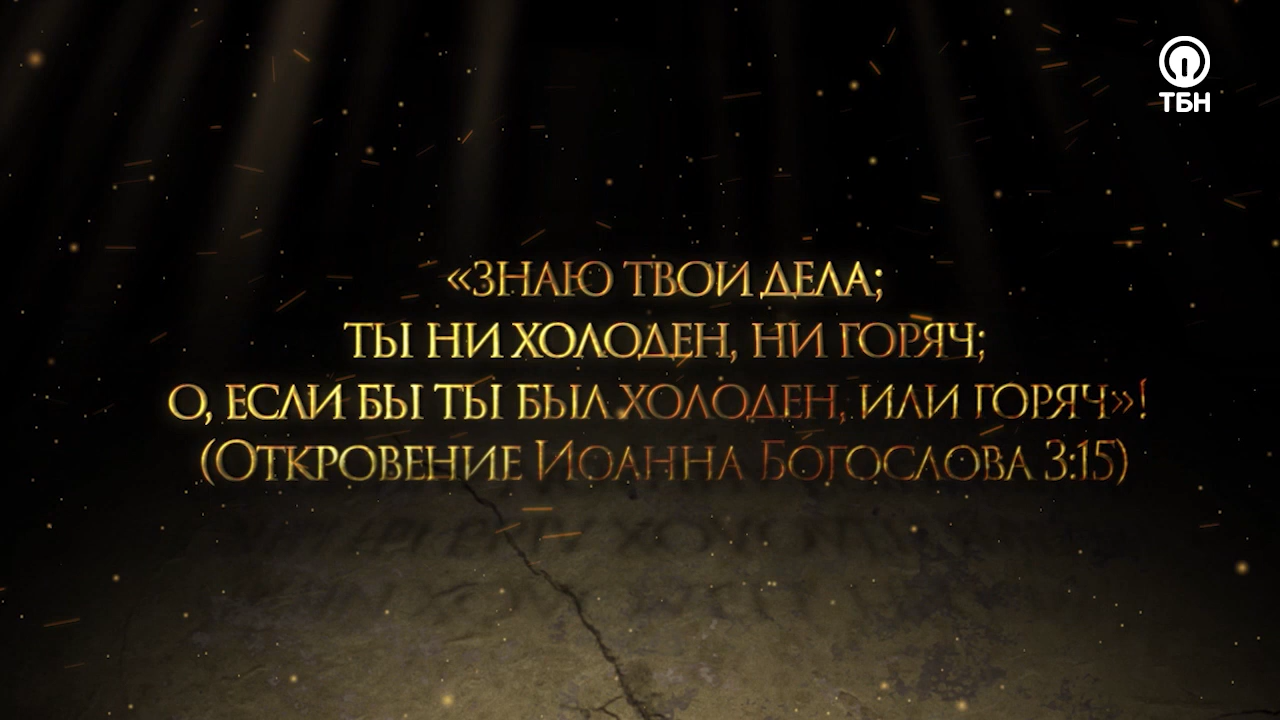 ТБН
«ЗНАЮ ТВОИ ДЕЛА;
ТЫ НИ ХОЛОДЕН, НИ ГОРЯЧ;
О, ЕСЛИ БЫ ТЫ БЫЛ ХОЛОДЕН, ИЛИ ГОРЯЧ»!
(ОТКРОВЕНИЕ ИОАННА БОГОСЛОВА 3:15)